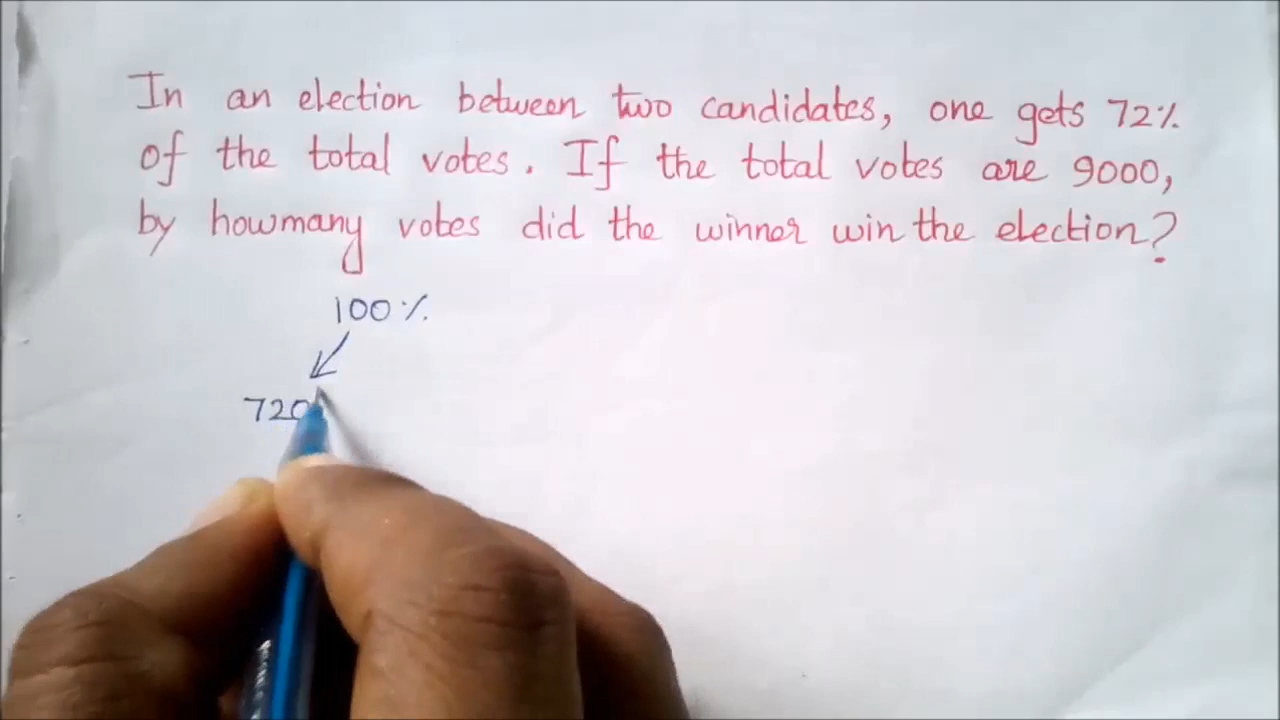 In an election between two candidates, one gets 72%
of the total votes. If the total votes are 9000,
by howmany votes did the winner win the election?
100%